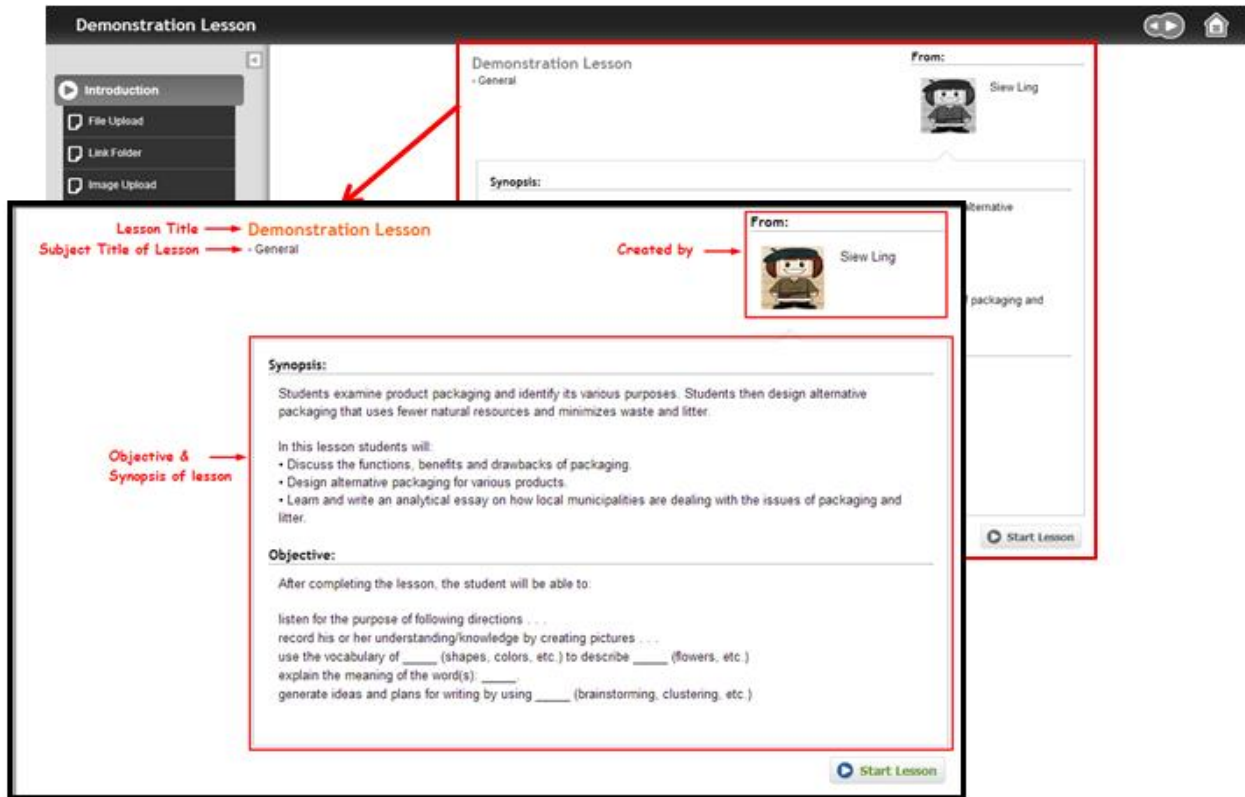 Demonstration Lesson
Introduction
File Upload
Link Folder
Image Upload
Demonstration Lesson
- General
From:
Siew Ling
Synopsis:
alternative
packaging and
Start Lesson
Lesson Title
Demonstration Lesson
Subject Title of Lesson
- General
Created by
From:
Siew Ling
Objective &
Synopsis of lesson
Synopsis:
Students examine product packaging and identify its various purposes. Students then design alternative
packaging that uses fewer natural resources and minimizes waste and litter.
In this lesson students will:
• Discuss the functions, benefits and drawbacks of packaging.
• Design alternative packaging for various products.
• Learn and write an analytical essay on how local municipalities are dealing with the issues of packaging and
litter.
Objective:
After completing the lesson, the student will be able to:
listen for the purpose of following directions . . .
record his or her understanding/knowledge by creating pictures . . .
use the vocabulary of _____ (shapes, colors, etc.) to describe _____ (flowers, etc.)
explain the meaning of the word(s): _____.
generate ideas and plans for writing by using _____ (brainstorming, clustering, etc.)
Start Lesson